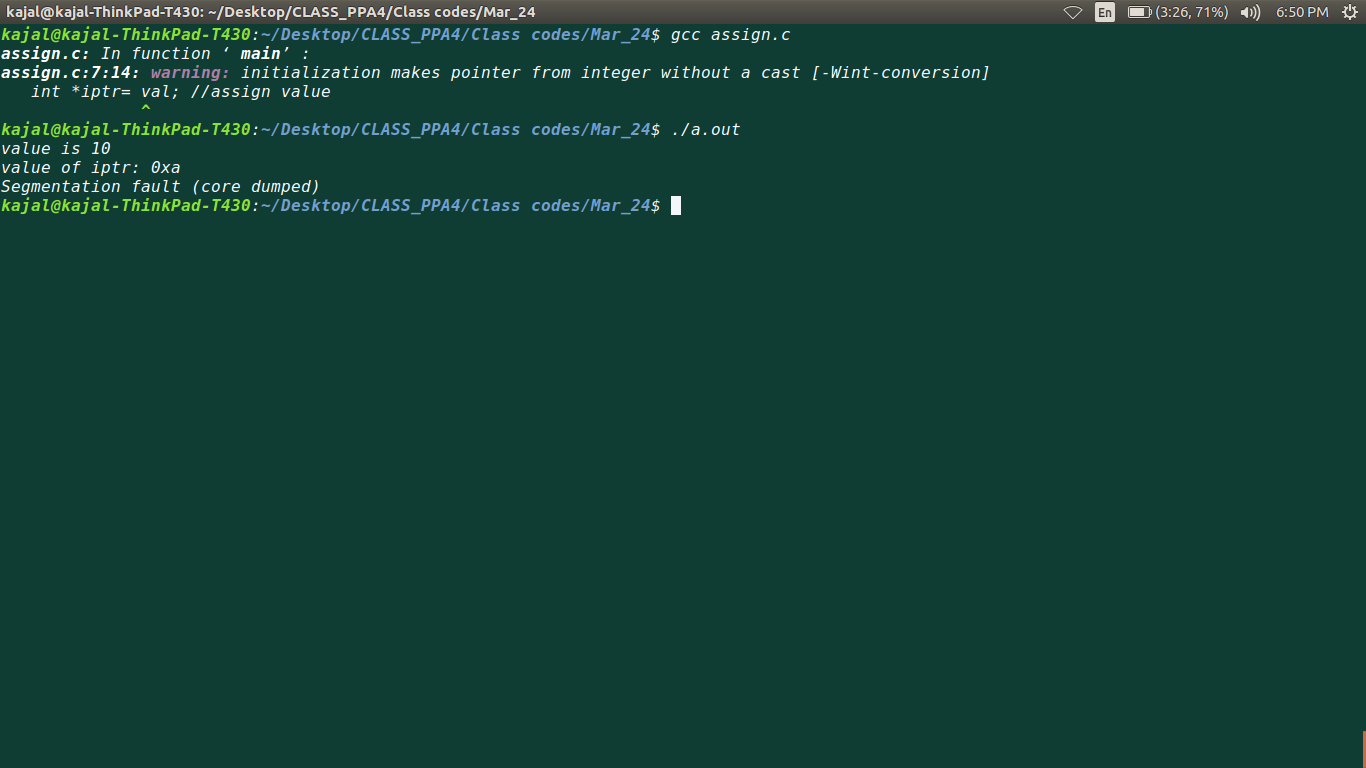 kajal@kajal-ThinkPad-T430: ~/Desktop/CLASS_PPA4/Class codes/Mar_24
En (3:26, 71%) 6:50 PM
kajal@kajal-ThinkPad-T430:~/Desktop/CLASS_PPA4/Class codes/Mar_24$ gcc assign.c
assign.c: In function ‘ main’ :
assign.c:7:14: warning: initialization makes pointer from integer without a cast [-Wint-conversion]
   int *iptr= val; //assign value
              ^
kajal@kajal-ThinkPad-T430:~/Desktop/CLASS_PPA4/Class codes/Mar_24$ ./a.out
value is 10
value of iptr: 0xa
Segmentation fault (core dumped)
kajal@kajal-ThinkPad-T430:~/Desktop/CLASS_PPA4/Class codes/Mar_24$